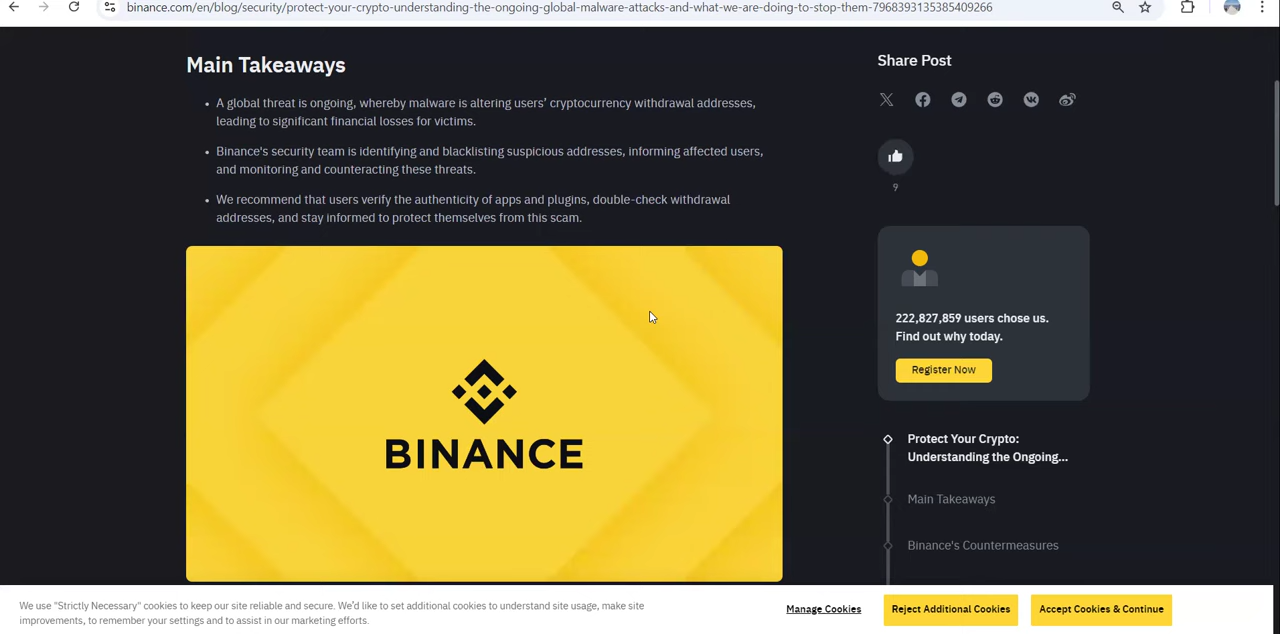 binance.com/en/blog/security/protect-your-crypto-understanding-the-ongoing-global-malware-attacks-and-what-we-are-doing-to-stop-them-7968393135385409266
Main Takeaways
A global threat is ongoing, whereby malware is altering users’ cryptocurrency withdrawal addresses,
leading to significant financial losses for victims.
Binance's security team is identifying and blacklisting suspicious addresses, informing affected users,
and monitoring and counteracting these threats.
We recommend that users verify the authenticity of apps and plugins, double-check withdrawal
addresses, and stay informed to protect themselves from this scam.
BINANCE
Share Post
9
222,827,859 users chose us.
Find out why today.
Register Now
Protect Your Crypto:
Understanding the Ongoing...
Main Takeaways
Binance's Countermeasures
We use "Strictly Necessary" cookies to keep our site reliable and secure. We’d like to set additional cookies to understand site usage, make site
improvements, to remember your settings and to assist in our marketing efforts.
Manage Cookies
Reject Additional Cookies
Accept Cookies & Continue